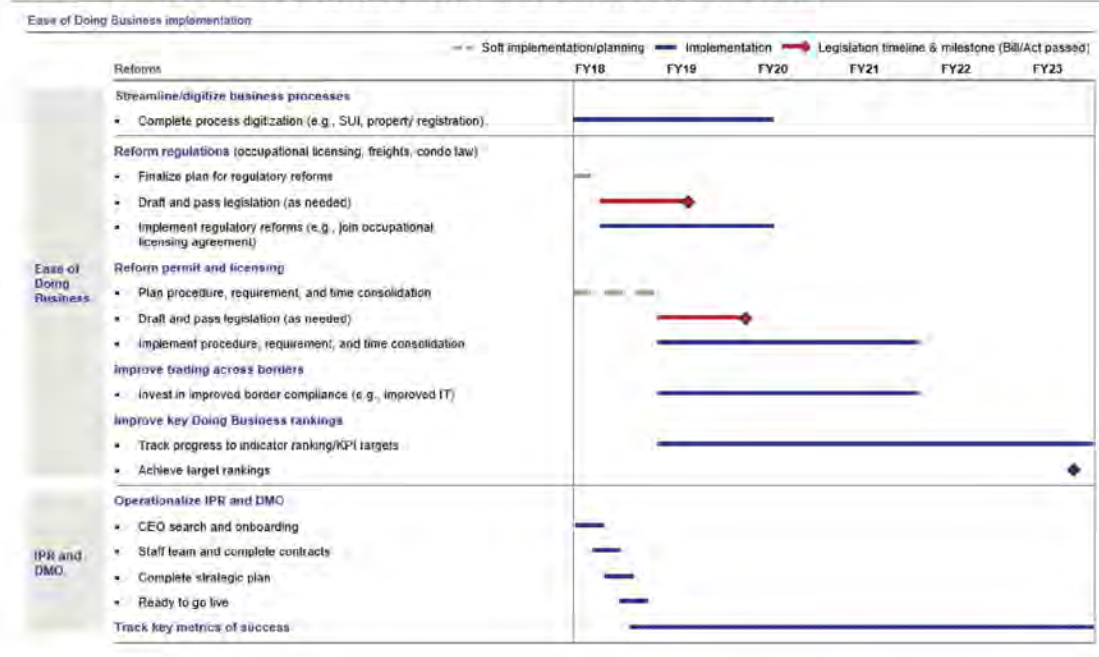 Ease of Doing Business implementation
Soft implementation/planning Implementation Legislation timeline & milestone (Bill/Act passed)
Reforms FY18 FY19 FY20 FY21 FY22 FY23
Streamline/digitize business processes
▪ Complete process digitization (e.g., SUI, property registration)
Reform regulations (occupational licensing, freights, condo law)
▪ Finalize plan for regulatory reforms
▪ Draft and pass legislation (as needed)
▪ Implement regulatory reforms (e.g., join occupational
licensing agreement)
Ease of
Doing
Business
Reform permit and licensing
▪ Plan procedure, requirement, and time consolidation
▪ Draft and pass legislation (as needed)
▪ Implement procedure, requirement, and time consolidation
Improve trading across borders
▪ Invest in improved border compliance (e.g., improved IT)
Improve key Doing Business rankings
▪ Track progress to indicator ranking/KPI targets
▪ Achieve target rankings
IPR and
DMO
Operationalize IPR and DMO
▪ CEO search and onboarding
▪ Staff team and complete contracts
▪ Complete strategic plan
▪ Ready to go live
Track key metrics of success